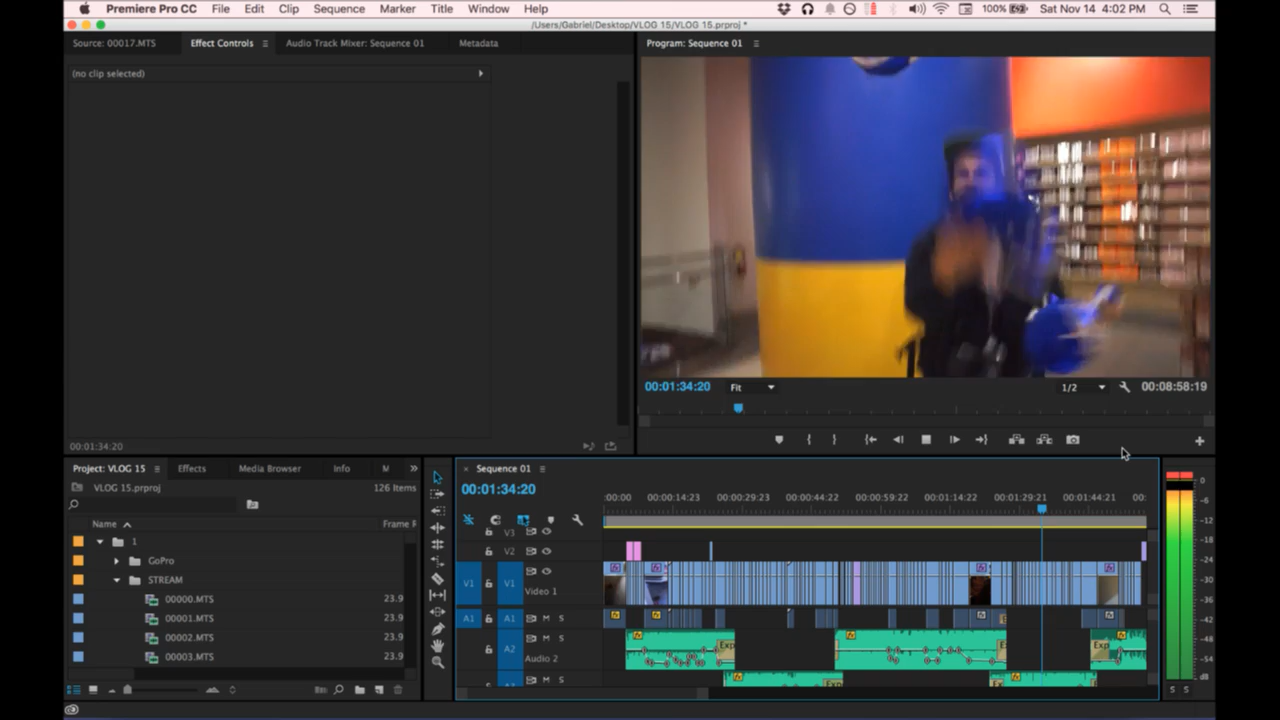 Premiere Pro CC File Edit Clip Sequence Marker Title Window Help 100% Sat Nov 14 4:02 PM
/Users/Gabriel/Desktop/VLOG 15/VLOG 15.prproj *
Source: 00017.MTS Effect Controls Audio Track Mixer: Sequence 01 Metadata Program: Sequence 01
(no clip selected)
00:01:34:20 Fit 1/2 00:08:58:19
00:01:34:20
Project: VLOG 15 Effects Media Browser Info M Sequence 01
VLOG 15.prproj 126 Items 00:01:34:20
:00:00 00:00:14:23 00:00:29:23 00:00:44:22 00:00:59:22 00:01:14:22 00:01:29:21 00:01:44:21 00:
Name Frame F
1 V3
GoPro V2
STREAM V1 V1 Video 1
00000.MTS 23.9
00001.MTS 23.9 A1 A1 M S
00002.MTS 23.9 M S
00003.MTS 23.9 A2 Audio 2 Exp Exp
M S
0
-6
-12
-18
-24
-30
-36
-42
-48
-54
dB
S S